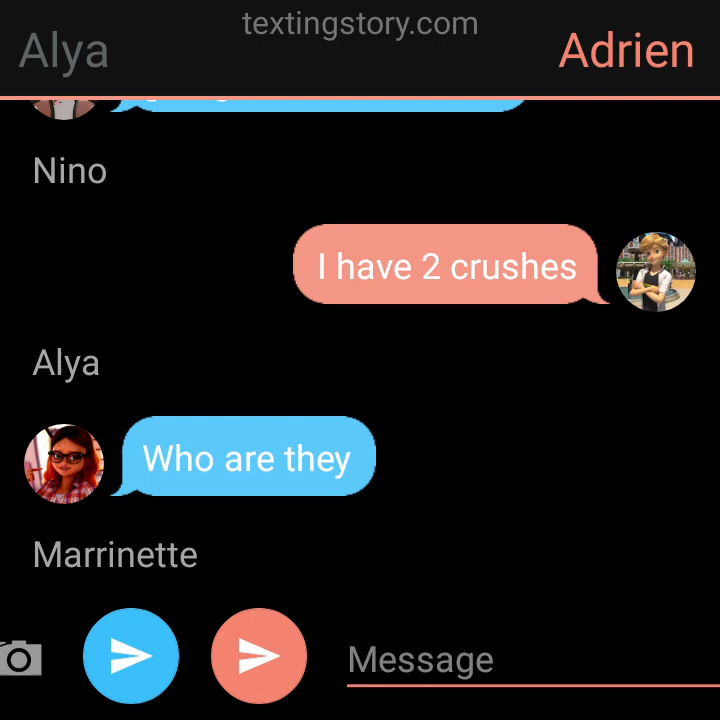 textingstory.com
Alya
Adrien
Nino
I have 2 crushes
Alya
Who are they
Marrinette
Message